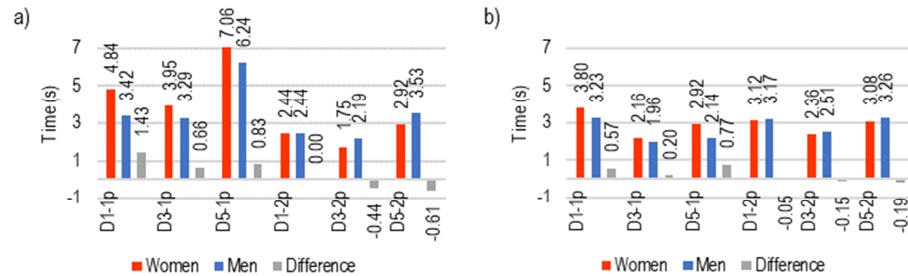 a)
Time (s)
7
5
3
1
-1
4.84
3.42
1.43
3.95
3.29
0.66
7.06
6.24
0.83
2.44
2.44
0.00
1.75
2.19
-0.44
2.92
3.53
-0.61
D1-1p
D3-1p
D5-1p
D1-2p
D3-2p
D5-2p
Women Men Difference
b)
Time (s)
7
5
3
1
-1
3.80
3.23
0.57
2.16
1.96
0.20
2.92
2.14
0.77
3.12
3.17
-0.05
2.36
2.51
-0.15
3.08
3.26
-0.19
D1-1p
D3-1p
D5-1p
D1-2p
D3-2p
D5-2p
Women Men Difference